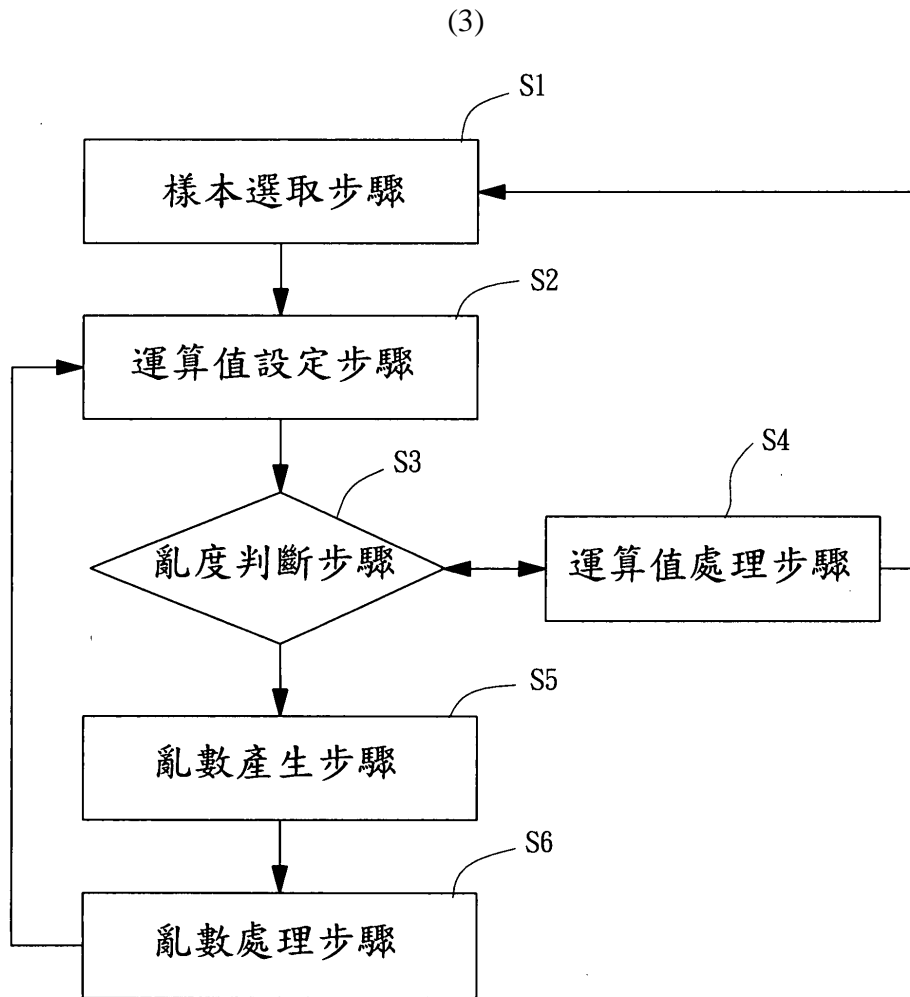 (3)
S1
樣本選取步驟
S2
運算值設定步驟
S3
亂度判斷步驟
S4
運算值處理步驟
S5
亂數產生步驟
S6
亂數處理步驟